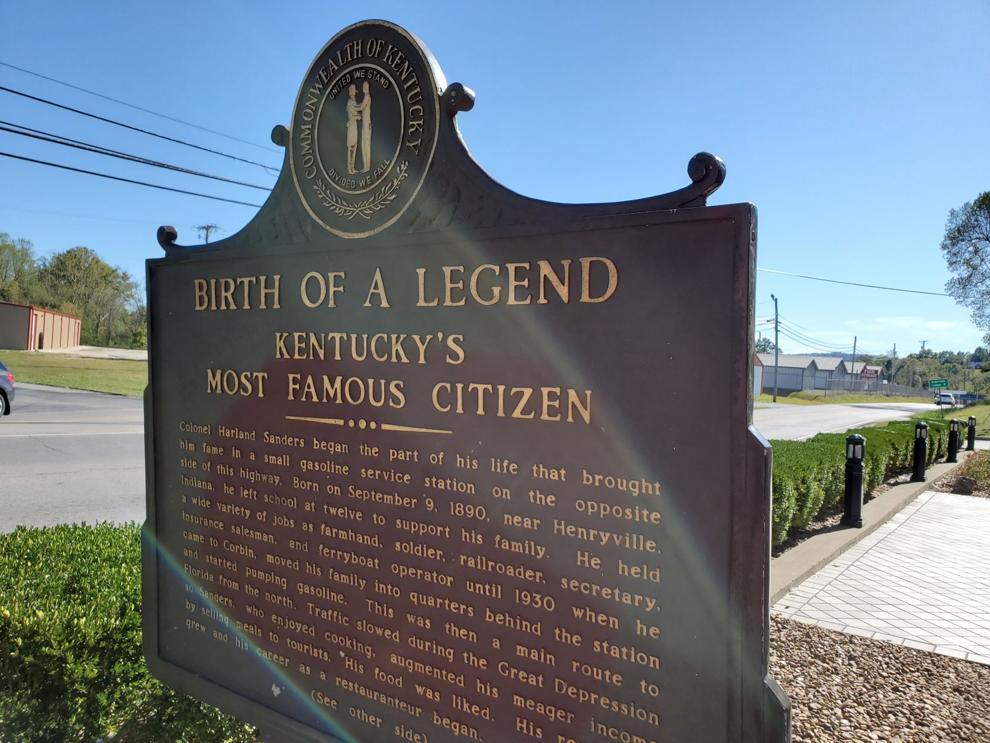 COMMONWEALTH OF KENTUCKY
UNITED WE STAND
DIVIDED WE FALL
BIRTH OF A LEGEND
KENTUCKY'S
MOST FAMOUS CITIZEN
Colonel Harland Sanders began the part of his life that brought
him fame in a small gasoline service station on the opposite
side of this highway. Born on September 9, 1890, near Henryville,
Indiana, he left school at twelve to support his family. He held
a wide variety of jobs as farmhand, soldier, railroader, secretary,
insurance salesman, and ferryboat operator until 1930 when he
came to Corbin, moved his family into quarters behind the station
and started pumping gasoline. This was then a main route to
Florida from the north. Traffic slowed during the Great Depression
so Sanders, who enjoyed cooking, augmented his meager income
by selling meals to tourists. His food was liked. His
grew and his career as a restauranteur began.
(See other side)